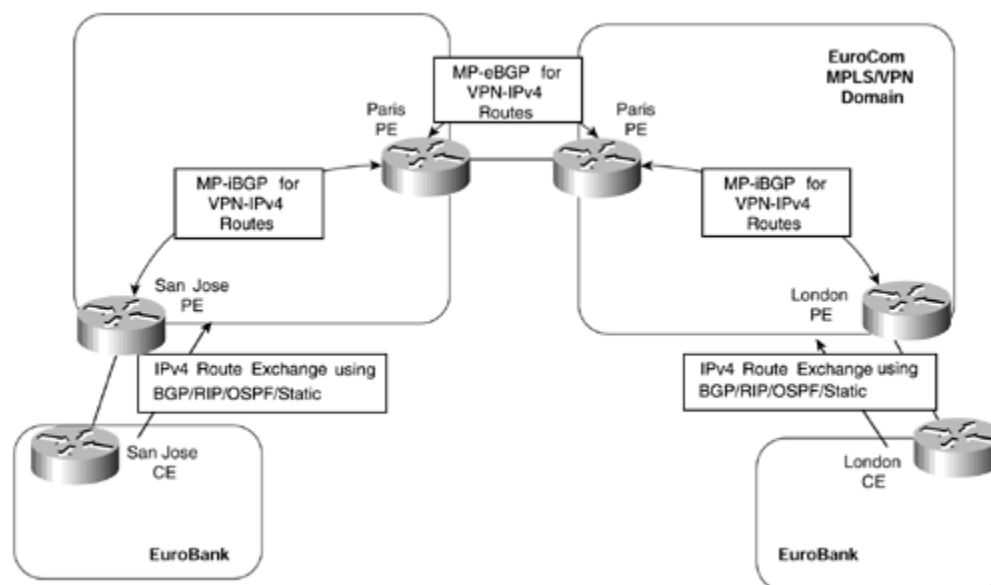 EuroCom
MPLS/VPN
Domain
MP-eBGP for
VPN-IPv4
Routes
Paris
PE
Paris
PE
MP-iBGP for
VPN-IPv4
Routes
MP-iBGP for
VPN-IPv4
Routes
San Jose
PE
London
PE
IPv4 Route Exchange using
BGP/RIP/OSPF/Static
IPv4 Route Exchange using
BGP/RIP/OSPF/Static
San Jose
CE
London
CE
EuroBank
EuroBank